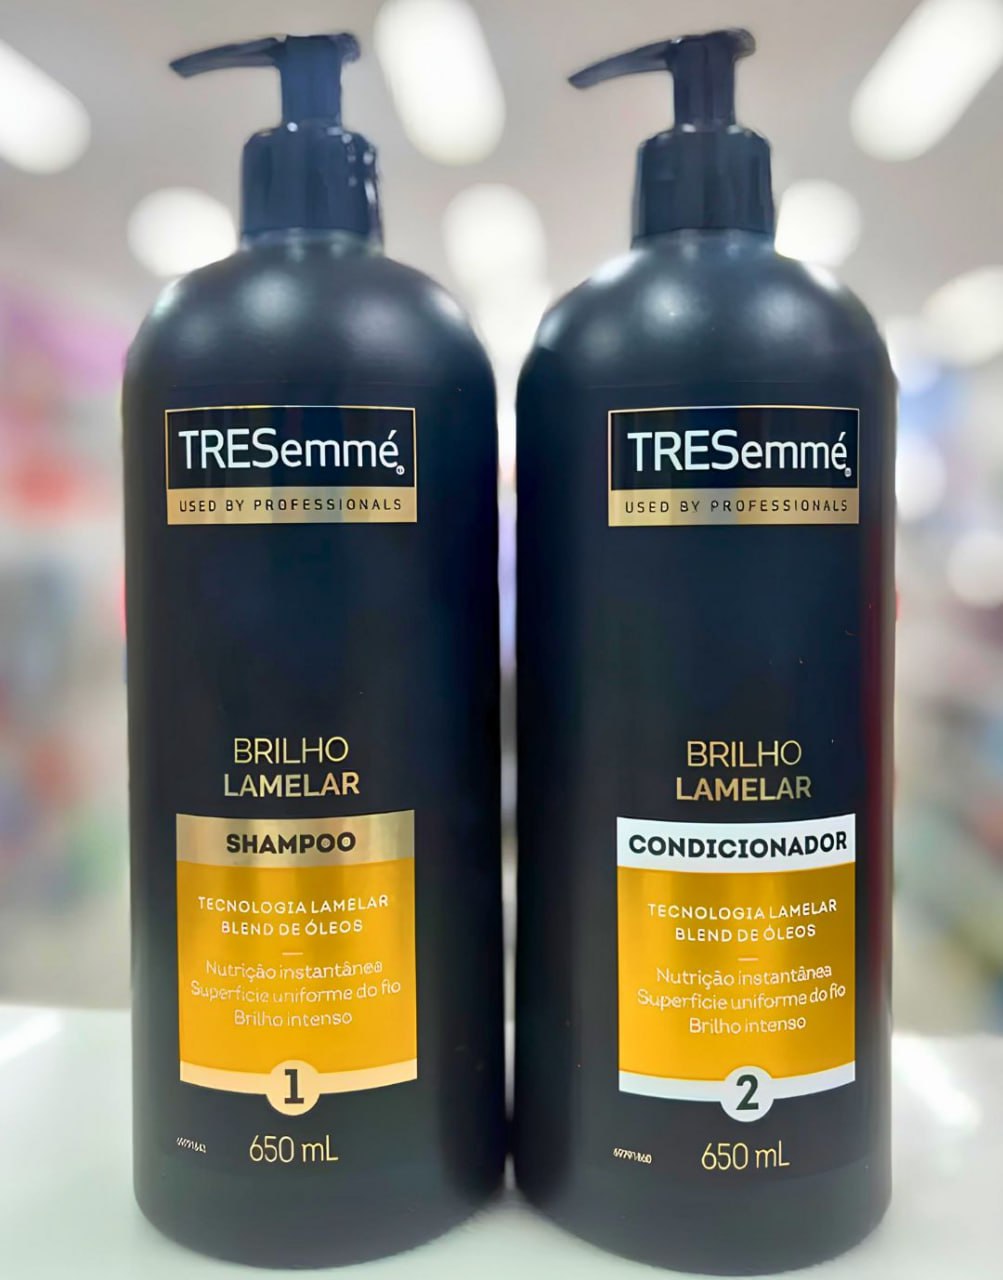 TRESemmé
USED BY PROFESSIONALS
BRILHO
LAMELAR
SHAMPOO
TECNOLOGIA LAMELAR
BLEND DE ÓLEOS
Nutrição instantânea
Superfície uniforme do fio
Brilho intenso
1
650 mL
TRESemmé
USED BY PROFESSIONALS
BRILHO
LAMELAR
CONDICIONADOR
TECNOLOGIA LAMELAR
BLEND DE ÓLEOS
Nutrição instantânea
Superfície uniforme do fio
Brilho intenso
2
650 mL